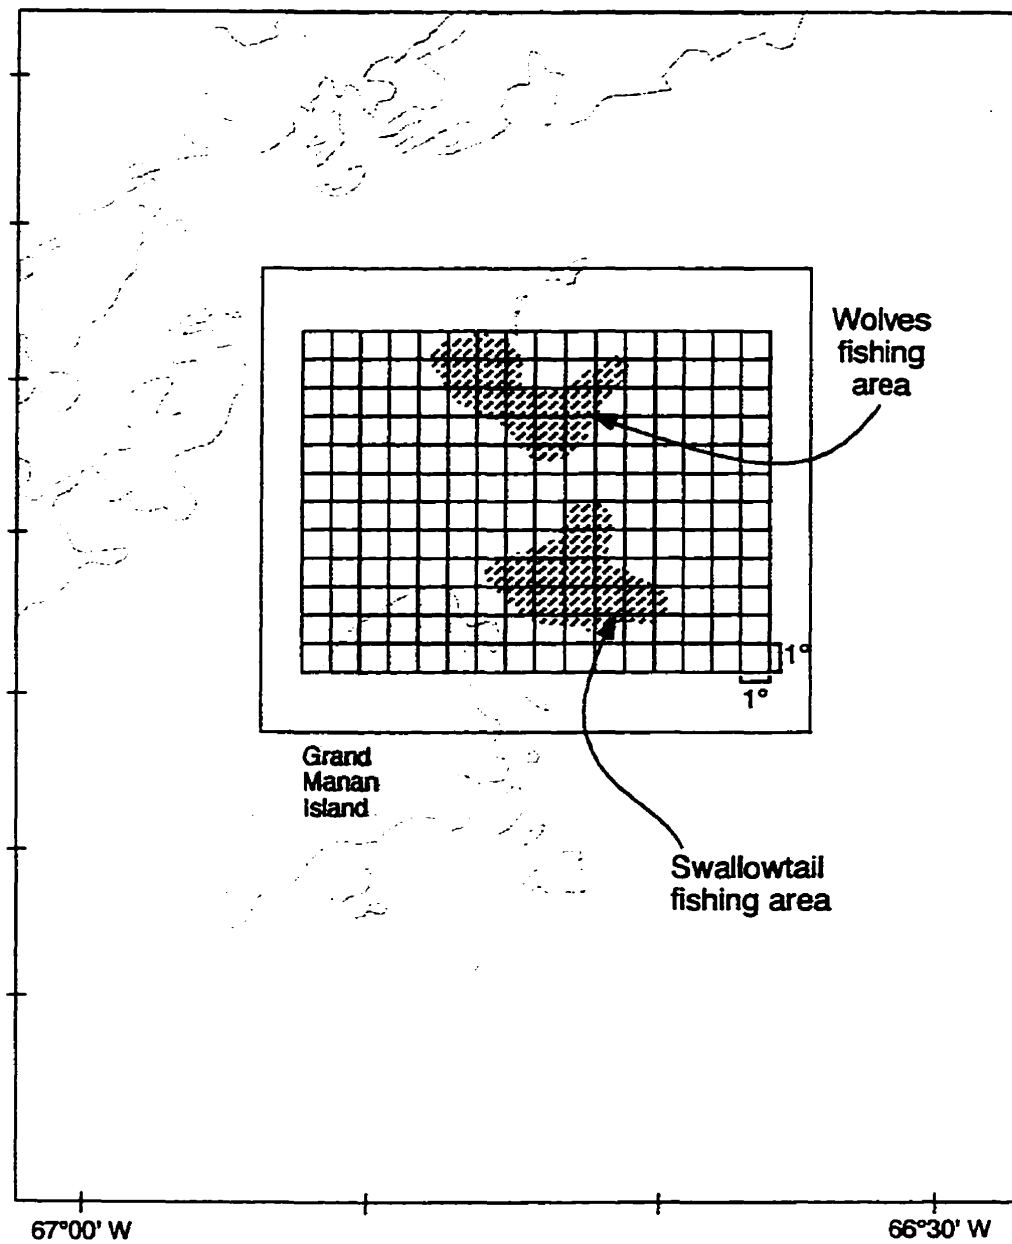 Wolves
fishing
area
1°
1°
Grand
Manan
Island
Swallowtail
fishing area
67°00' W
66°30' W